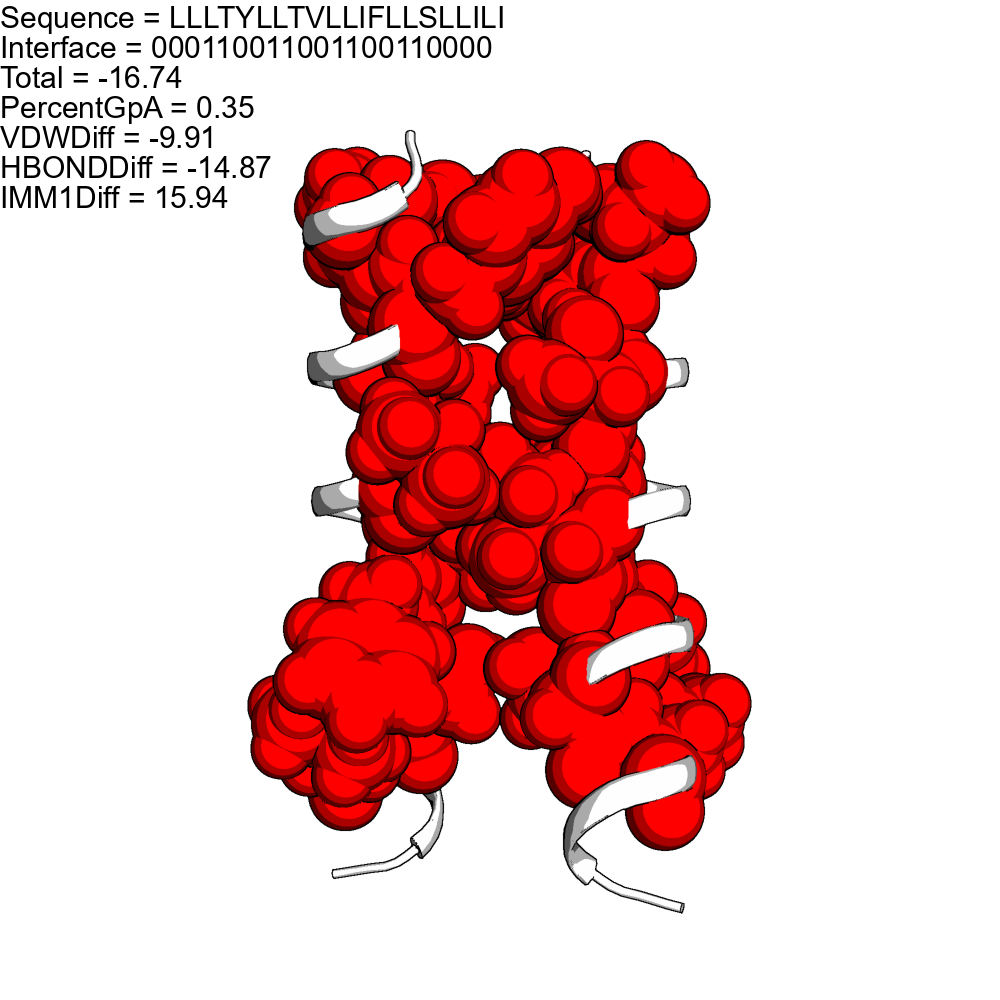 Sequence = LLLTYLLTVLLIFLLSLLILI
Interface = 000110011001100110000
Total = -16.74
PercentGpA = 0.35
VDWDiff = -9.91
HBONDDiff = -14.87
IMM1Diff = 15.94